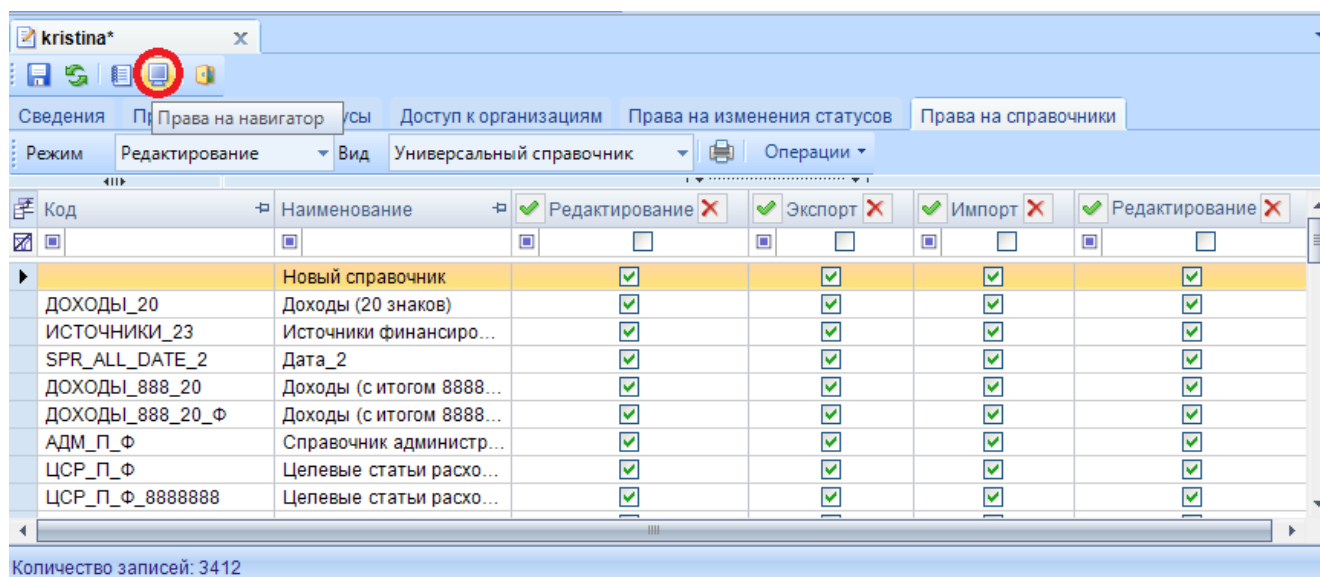 kristina*
Сведения Пр Права на навигатор усы Доступ к организациям Права на изменения статусов Права на справочники
Режим Редактирование Вид Универсальный справочник Операции
Код Наименование Редактирование Экспорт Импорт Редактирование
Новый справочник
ДОХОДЫ_20 Доходы (20 знаков)
ИСТОЧНИКИ_23 Источники финансиро...
SPR_ALL_DATE_2 Дата_2
ДОХОДЫ_888_20 Доходы (с итогом 8888...
ДОХОДЫ_888_20_Ф Доходы (с итогом 8888...
АДМ_П_Ф Справочник администр...
ЦСР_П_Ф Целевые статьи расхо...
ЦСР_П_Ф_8888888 Целевые статьи расхо...
Количество записей: 3412